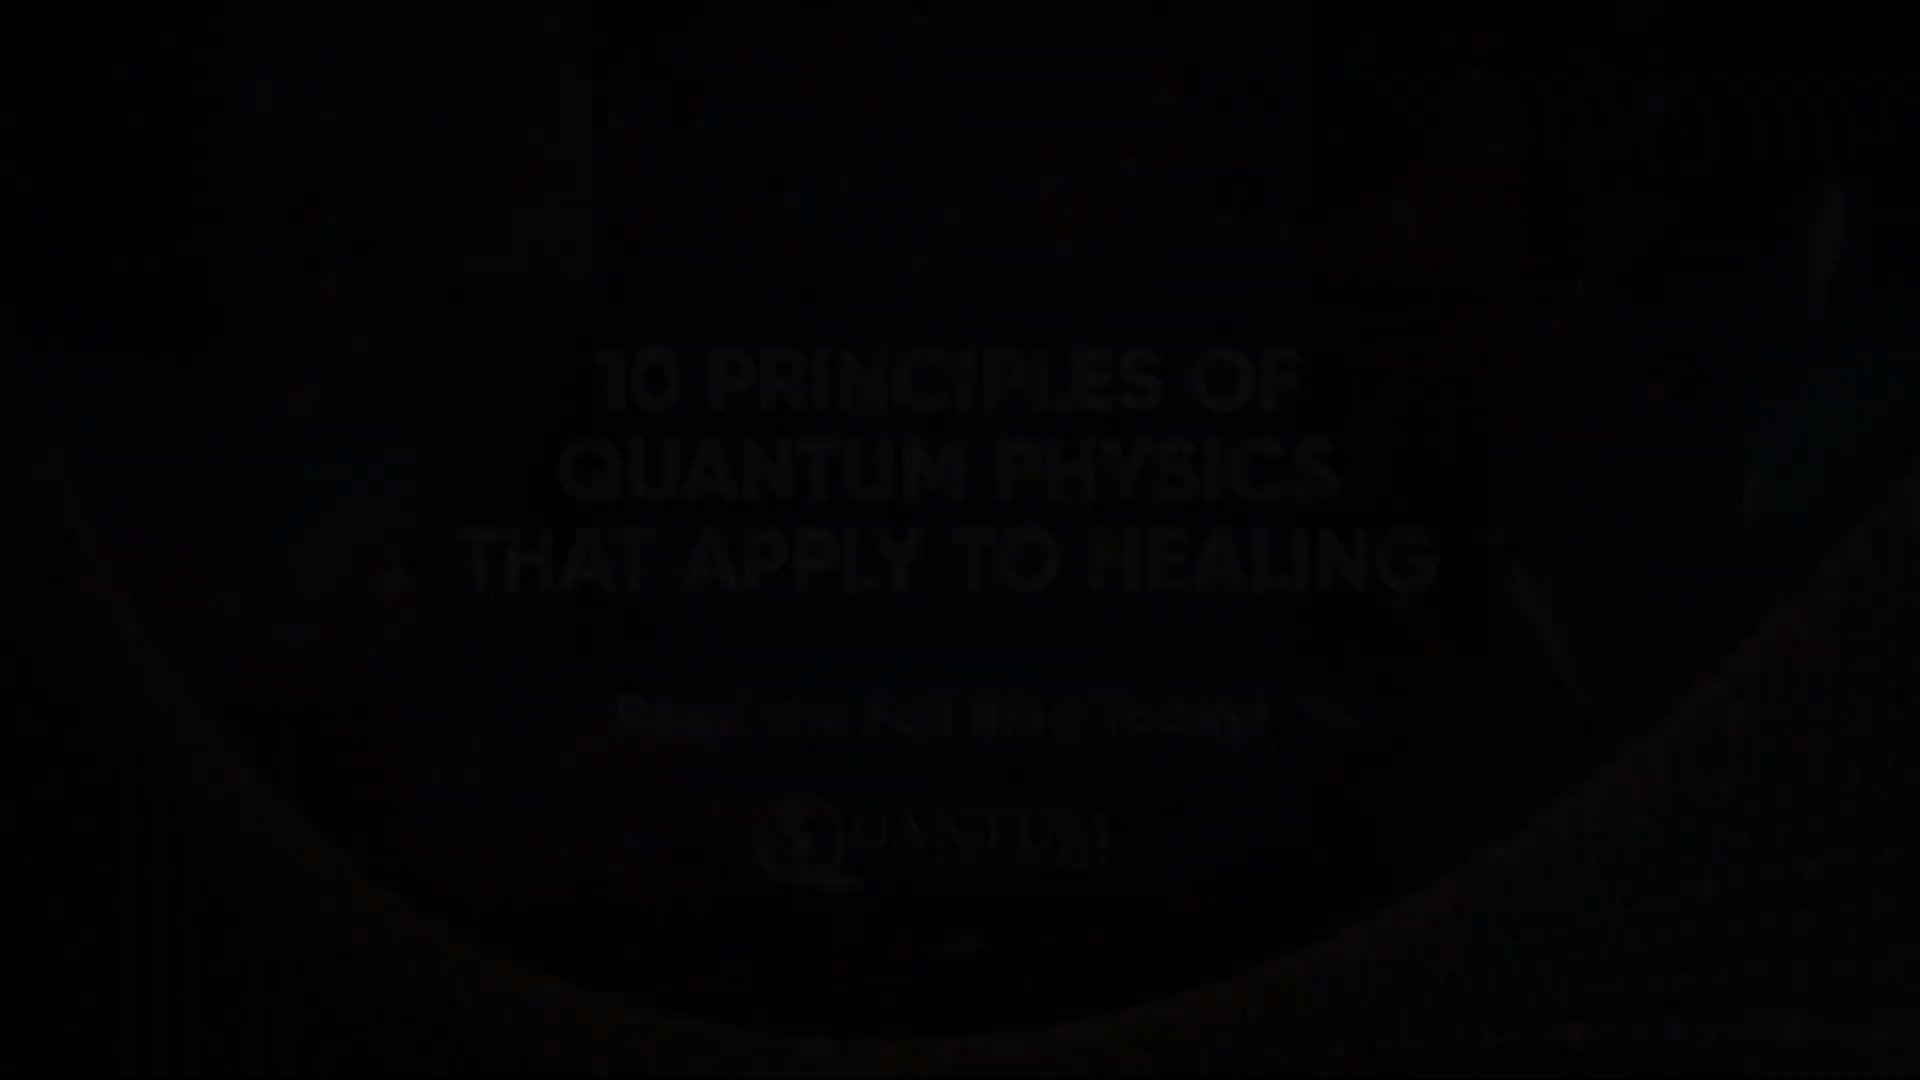 10 PRINCIPLES OF
QUANTUM PHYSICS
THAT APPLY TO HEALING
Read the Full Blog Today!
QUANTUM